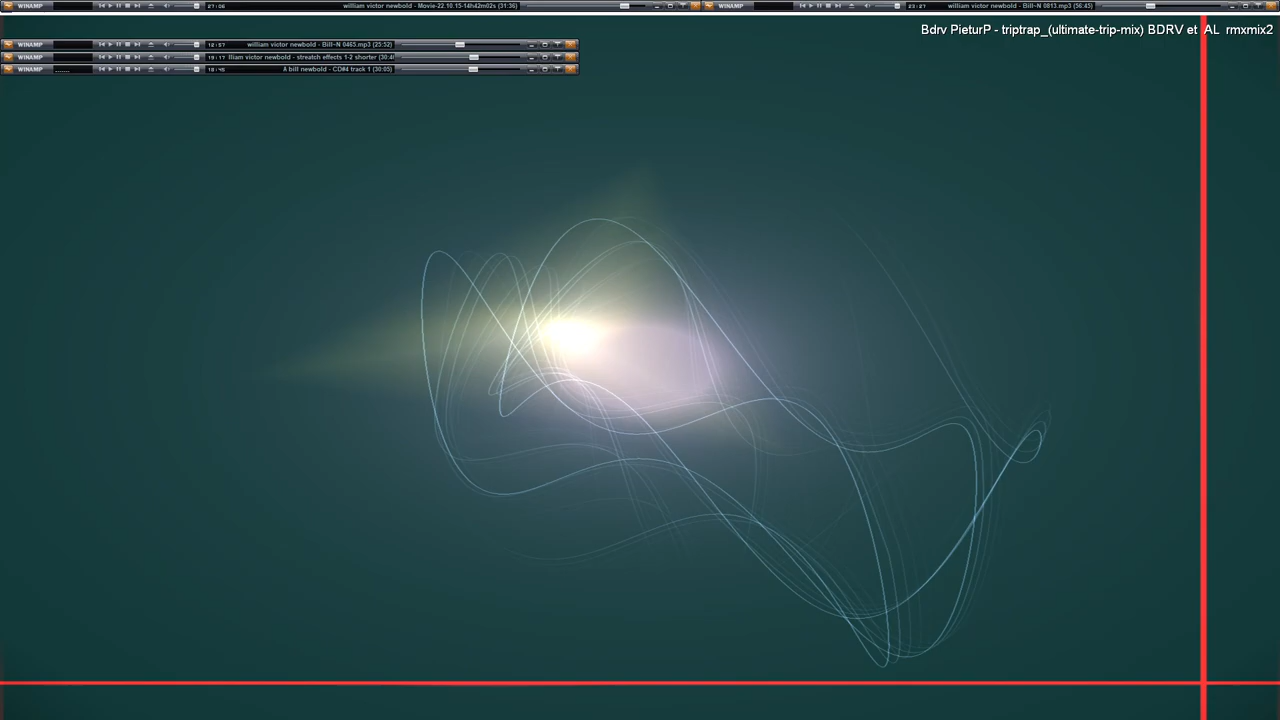 WINAMP 27:06 william victor newbold - Movie-22.10.15-14h42m02s (31:36) WINAMP 23:27 william victor newbold - Bill-N 0813.mp3 (56:45)
Bdrv PieturP - triptrap_(ultimate-trip-mix) BDRV et AL rmxmix2
WINAMP 12:57 william victor newbold - Bill-N 0465.mp3 (25:52)
WINAMP 19:17 lliam victor newbold - streatch effects 1-2 shorter (30:4
WINAMP 18:45 A bill newbold - CD#4 track 1 (30:05)